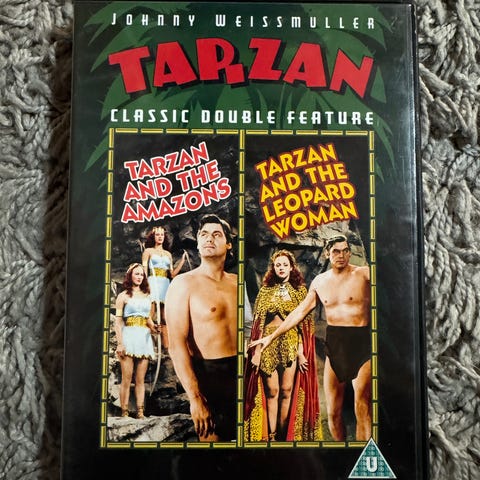 JOHNNY WEISSMULLER
TARZAN
CLASSIC DOUBLE FEATURE
TARZAN
AND THE
AMAZONS
TARZAN
AND THE
LEOPARD
WOMAN
U